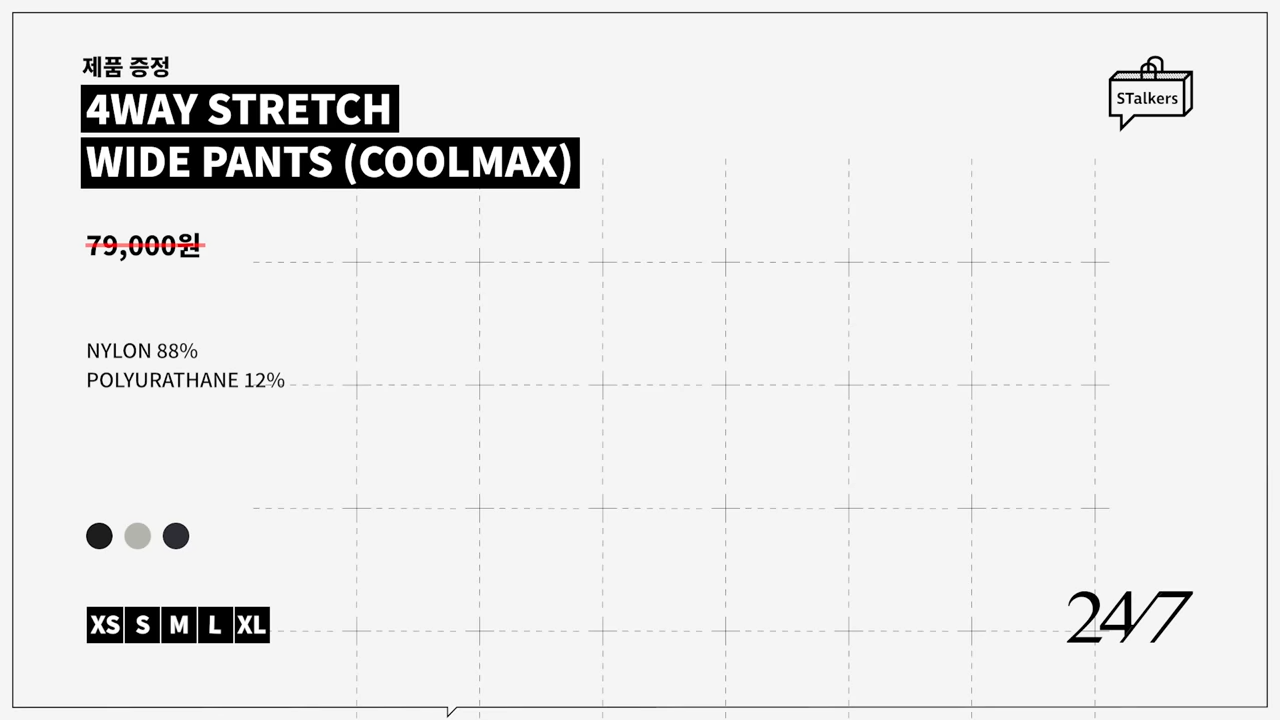 제품 증정
4WAY STRETCH
WIDE PANTS (COOLMAX)
STalkers
79,000원
NYLON 88%
POLYURATHANE 12%
XS S M L XL
24/7